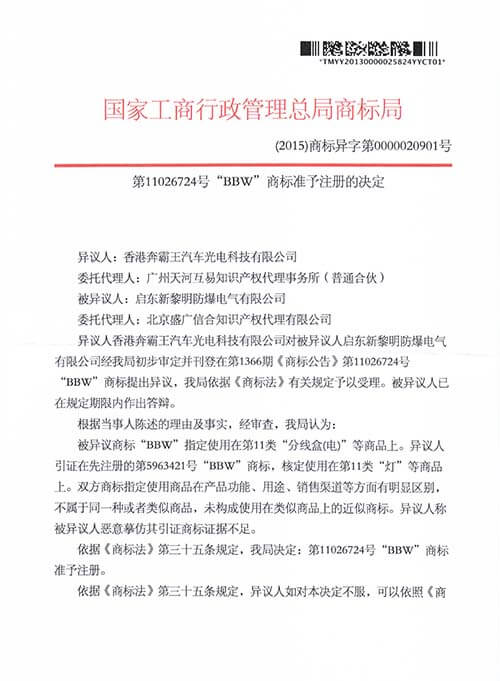 *TMYY20130000025824YYCT01*
国家工商行政管理总局商标局
(2015)商标异字第0000020901号
第11026724号“BBW”商标准予注册的决定
异议人：香港奔霸王汽车光电科技有限公司
委托代理人：广州天河互易知识产权代理事务所（普通合伙）
被异议人：启东新黎明防爆电气有限公司
委托代理人：北京盛广信合知识产权代理有限公司
异议人香港奔霸王汽车光电科技有限公司对被异议人启东新黎明防爆电气
有限公司经我局初步审定并刊登在第1366期《商标公告》第11026724号
“BBW”商标提出异议，我局依据《商标法》有关规定予以受理。被异议人已
在规定期限内作出答辩。
根据当事人陈述的理由及事实，经审查，我局认为：
被异议商标“BBW”指定使用在第11类“分线盒(电)”等商品上。异议人
引证在先注册的第5963421号“BBW”商标，核定使用在第11类“灯”等商品
上。双方商标指定使用商品在产品功能、用途、销售渠道等方面有明显区别，
不属于同一种或者类似商品，未构成使用在类似商品上的近似商标。异议人称
被异议人恶意摹仿其引证商标证据不足。
依据《商标法》第三十五条规定，我局决定：第11026724号“BBW”商标
准予注册。
依据《商标法》第三十五条规定，异议人如对本决定不服，可以依照《商